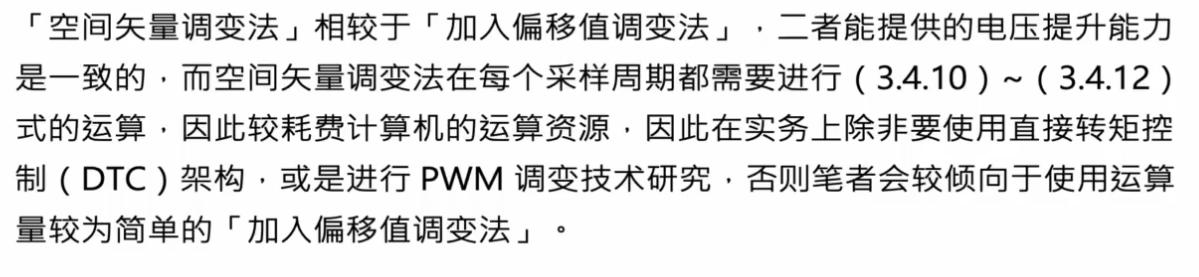 「空间矢量调变法」相较于「加入偏移值调变法」，二者能提供的电压提升能力
是一致的，而空间矢量调变法在每个采样周期都需要进行（3.4.10）~（3.4.12）
式的运算，因此较耗费计算机的运算资源，因此在实务上除非要使用直接转矩控
制（DTC）架构，或是进行 PWM 调变技术研究，否则笔者会较倾向于使用运算
量较为简单的「加入偏移值调变法」。